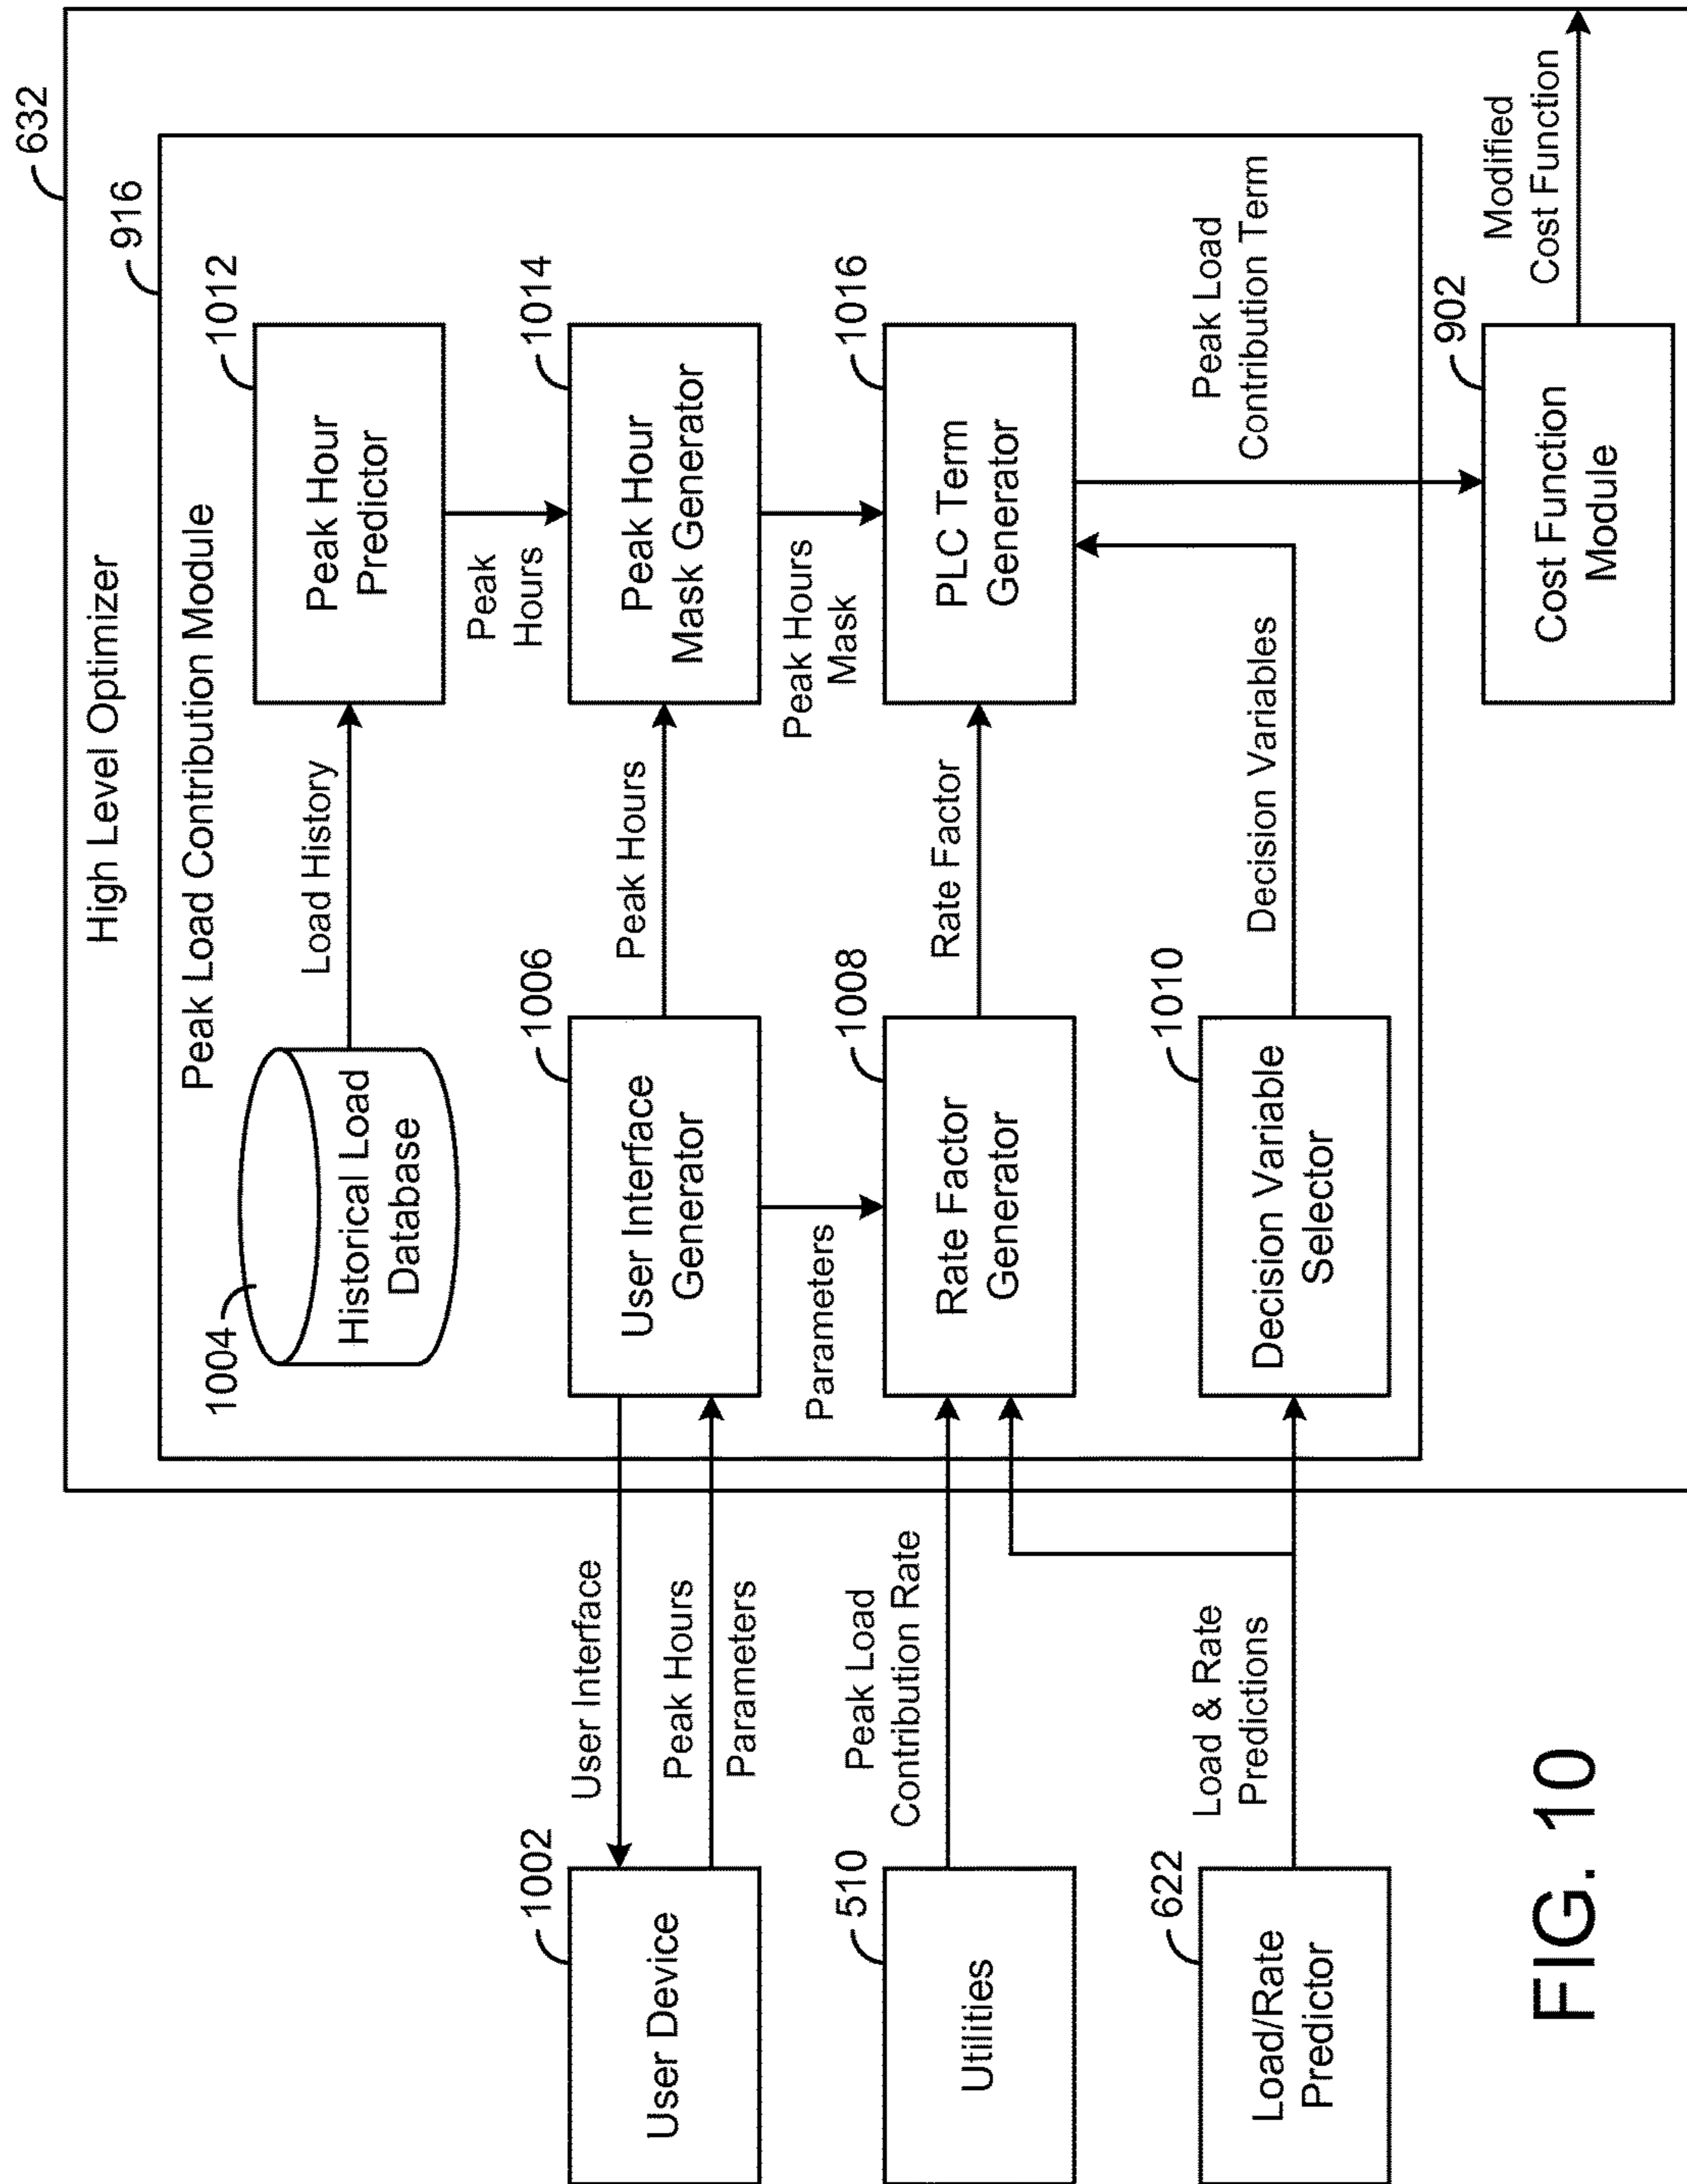 632
High Level Optimizer
916
Peak Load Contribution Module
1004
Historical Load
Database
Load History
1012
Peak Hour
Predictor
Peak
Hours
1002
User Device
User Interface
Peak Hours
Parameters
1006
User Interface
Generator
Peak Hours
1014
Peak Hour
Mask Generator
Parameters
Peak Hours
Mask
510
Utilities
Peak Load
Contribution Rate
1008
Rate Factor
Generator
Rate Factor
1016
PLC Term
Generator
622
Load/Rate
Predictor
Load & Rate
Predictions
1010
Decision Variable
Selector
Decision Variables
Peak Load
Contribution Term
902
Cost Function
Module
Modified
Cost Function
FIG. 10